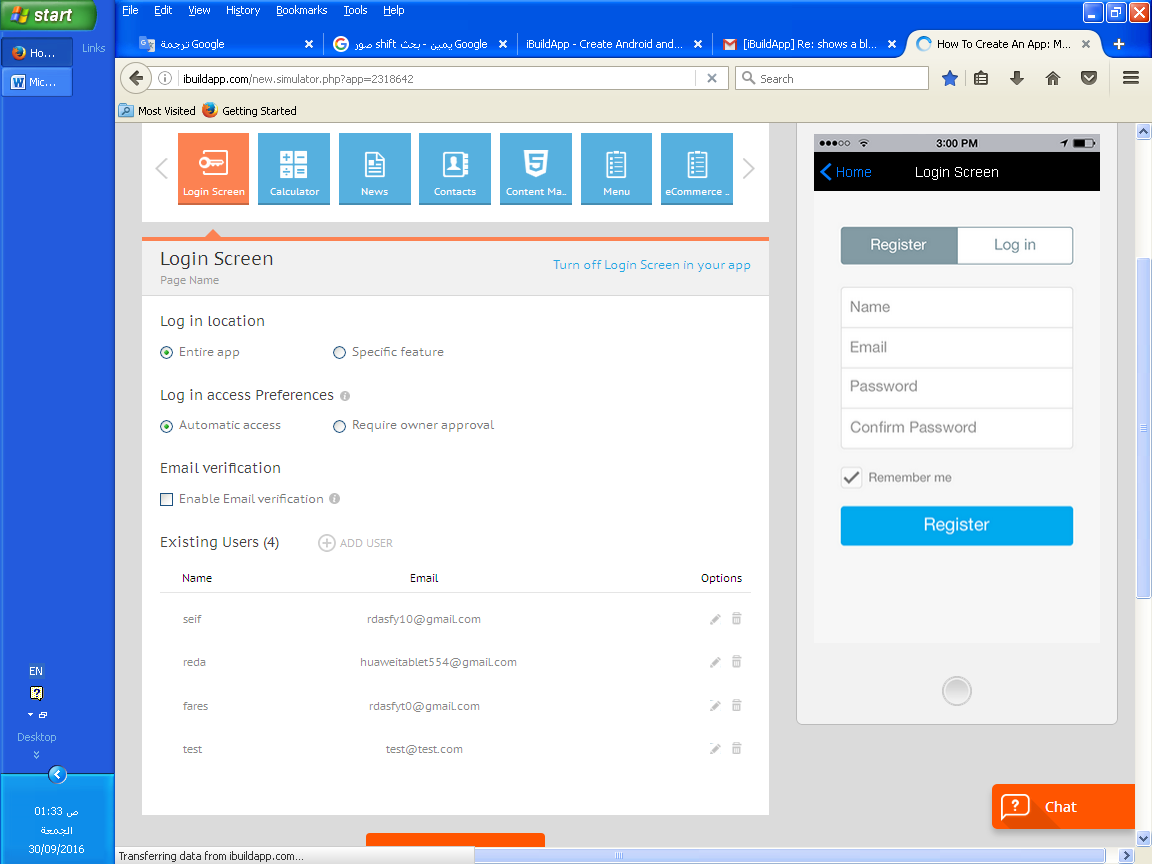 start
File Edit View History Bookmarks Tools Help
Ho...
Links
Mic...
ترجمة Google
يمين - بحث shift صور Google
iBuildApp - Create Android and...
[iBuildApp] Re: shows a bl...
How To Create An App: M...
ibuildapp.com/new.simulator.php?app=2318642
Search
Most Visited Getting Started
Login Screen
Calculator
News
Contacts
Content Ma..
Menu
eCommerce ..
Login Screen
Page Name
Turn off Login Screen in your app
Log in location
Entire app Specific feature
Log in access Preferences
Automatic access Require owner approval
Email verification
Enable Email verification
Existing Users (4) ADD USER
Name Email Options
seif rdasfy10@gmail.com
reda huaweitablet554@gmail.com
fares rdasfyt0@gmail.com
test test@test.com
3:00 PM
Home Login Screen
Register Log in
Name
Email
Password
Confirm Password
Remember me
Register
Chat
EN
Desktop
01:33 ص
الجمعة
30/09/2016
Transferring data from ibuildapp.com...